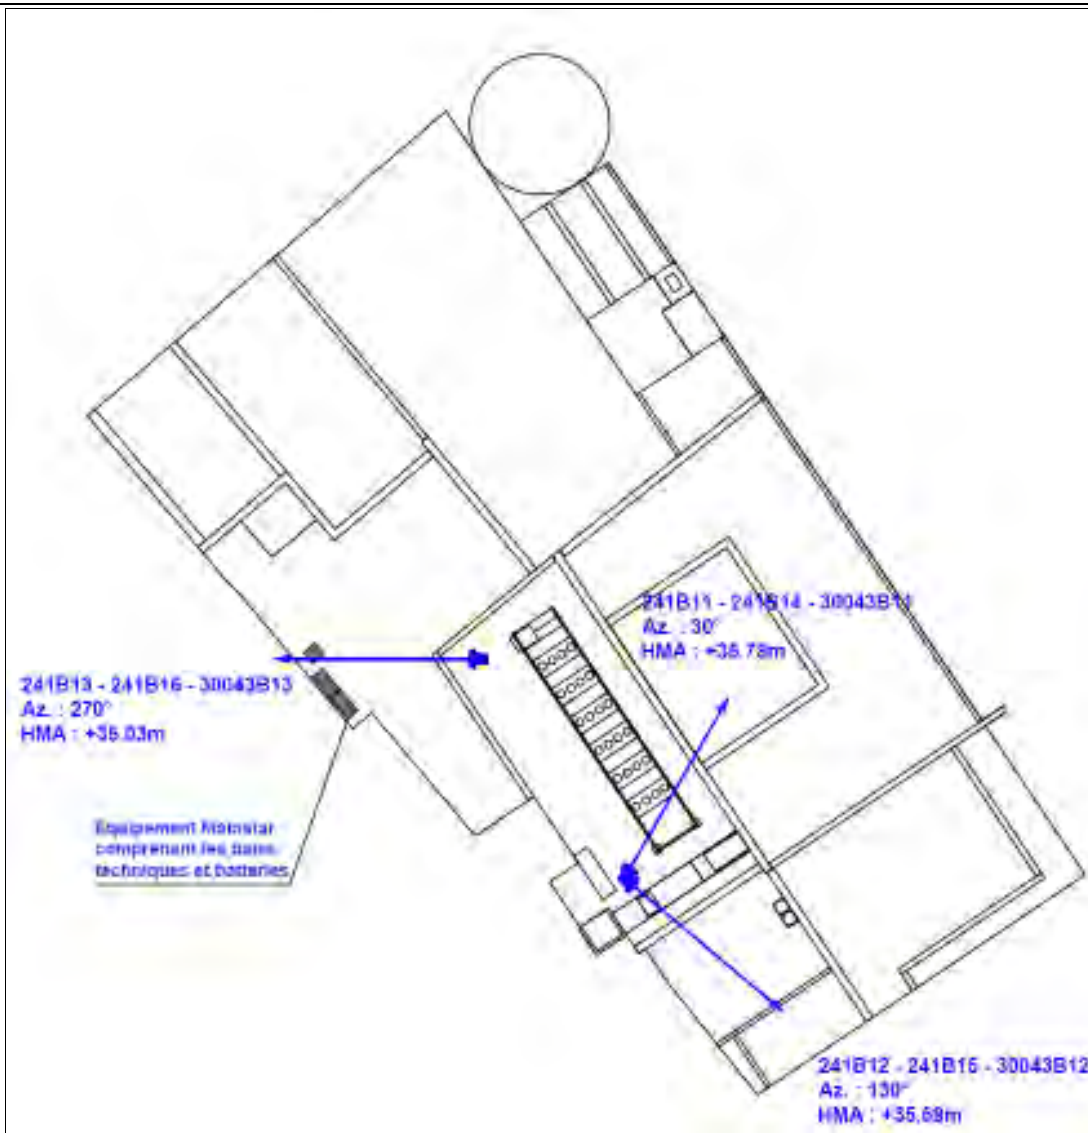 241B11 - 241B14 - 30043B11
Az. : 30°
HMA : +35.78m
241B13 - 241B16 - 30043B13
Az. : 270°
HMA : +35.03m
Equipement
comprenant les baies
techniques et batteries
241B12 - 241B15 - 30043B12
Az. : 130°
HMA : +35.69m